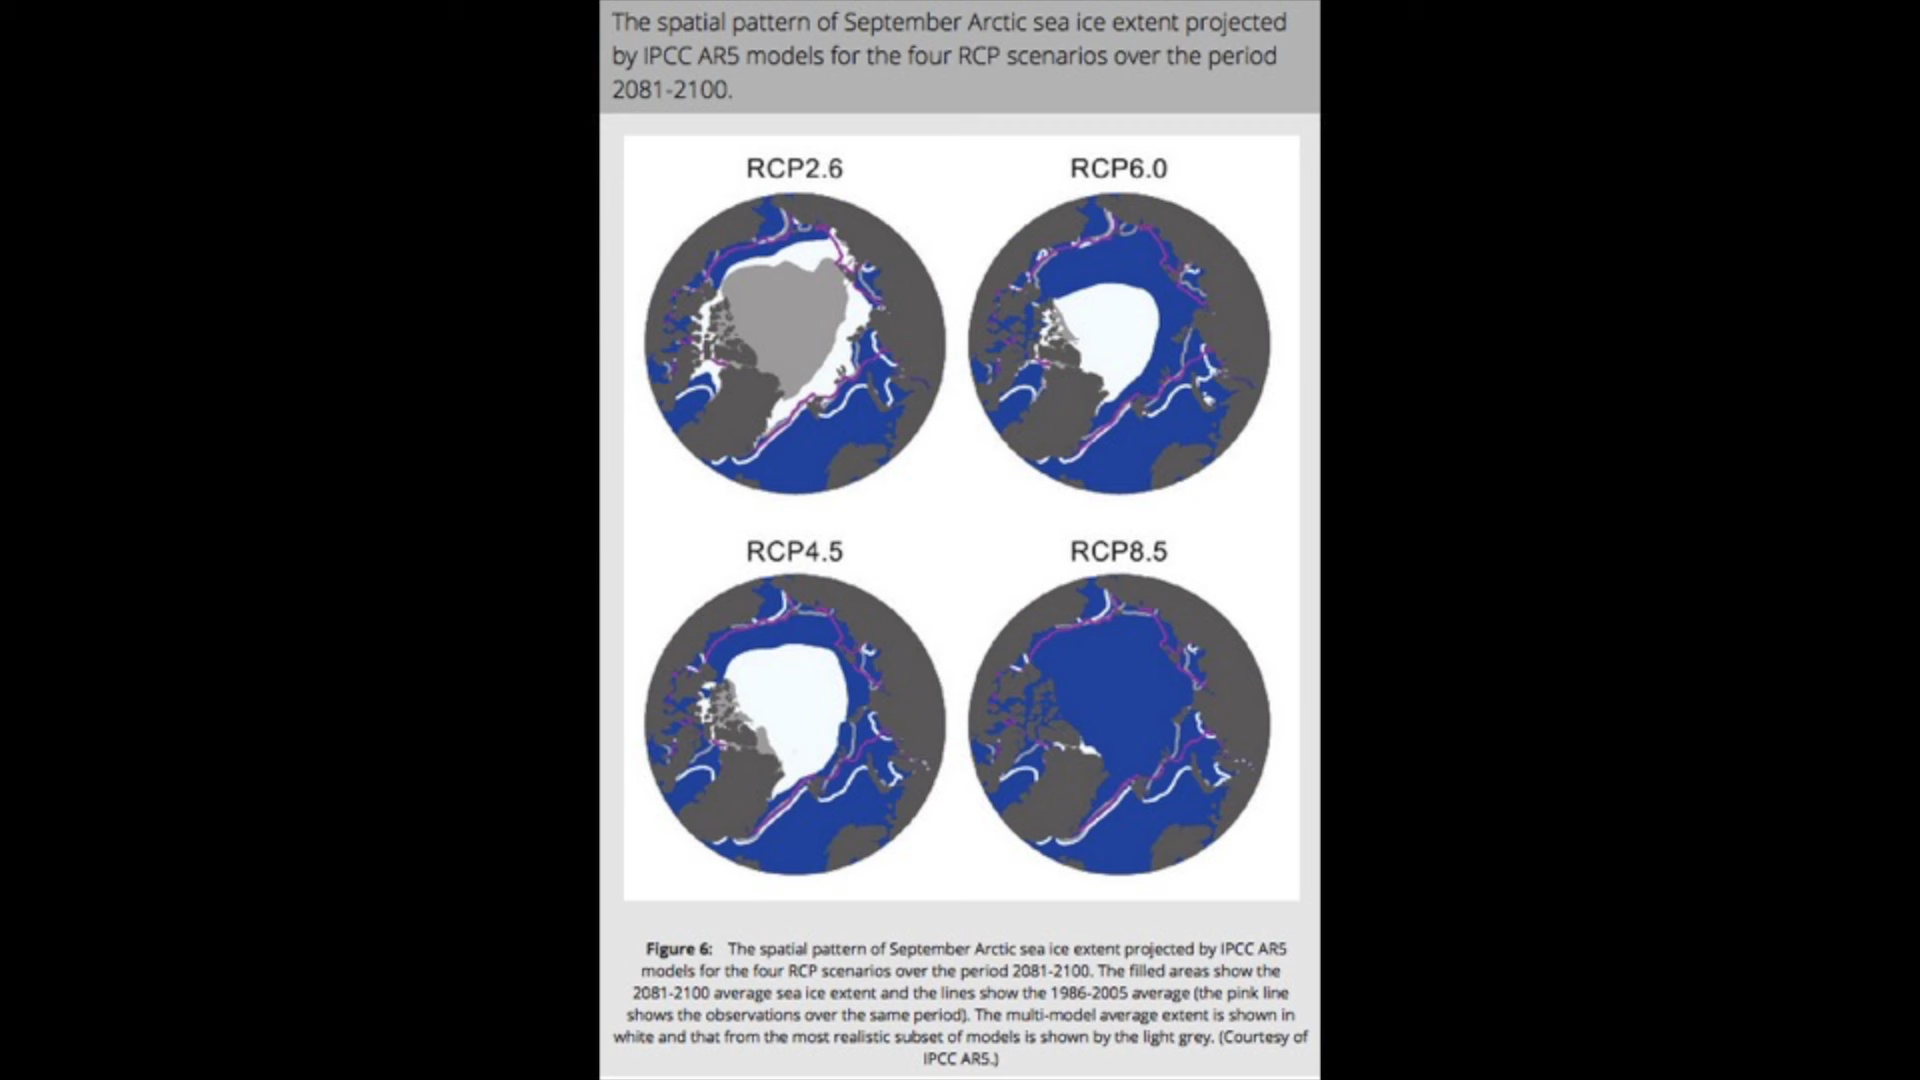 The spatial pattern of September Arctic sea ice extent projected
by IPCC AR5 models for the four RCP scenarios over the period
2081-2100.
RCP2.6
RCP6.0
RCP4.5
RCP8.5
Figure 6: The spatial pattern of September Arctic sea ice extent projected by IPCC AR5
models for the four RCP scenarios over the period 2081-2100. The filled areas show the
2081-2100 average sea ice extent and the lines show the 1986-2005 average (the pink line
shows the observations over the same period). The multi-model average extent is shown in
white and that from the most realistic subset of models is shown by the light grey. (Courtesy of
IPCC AR5.)